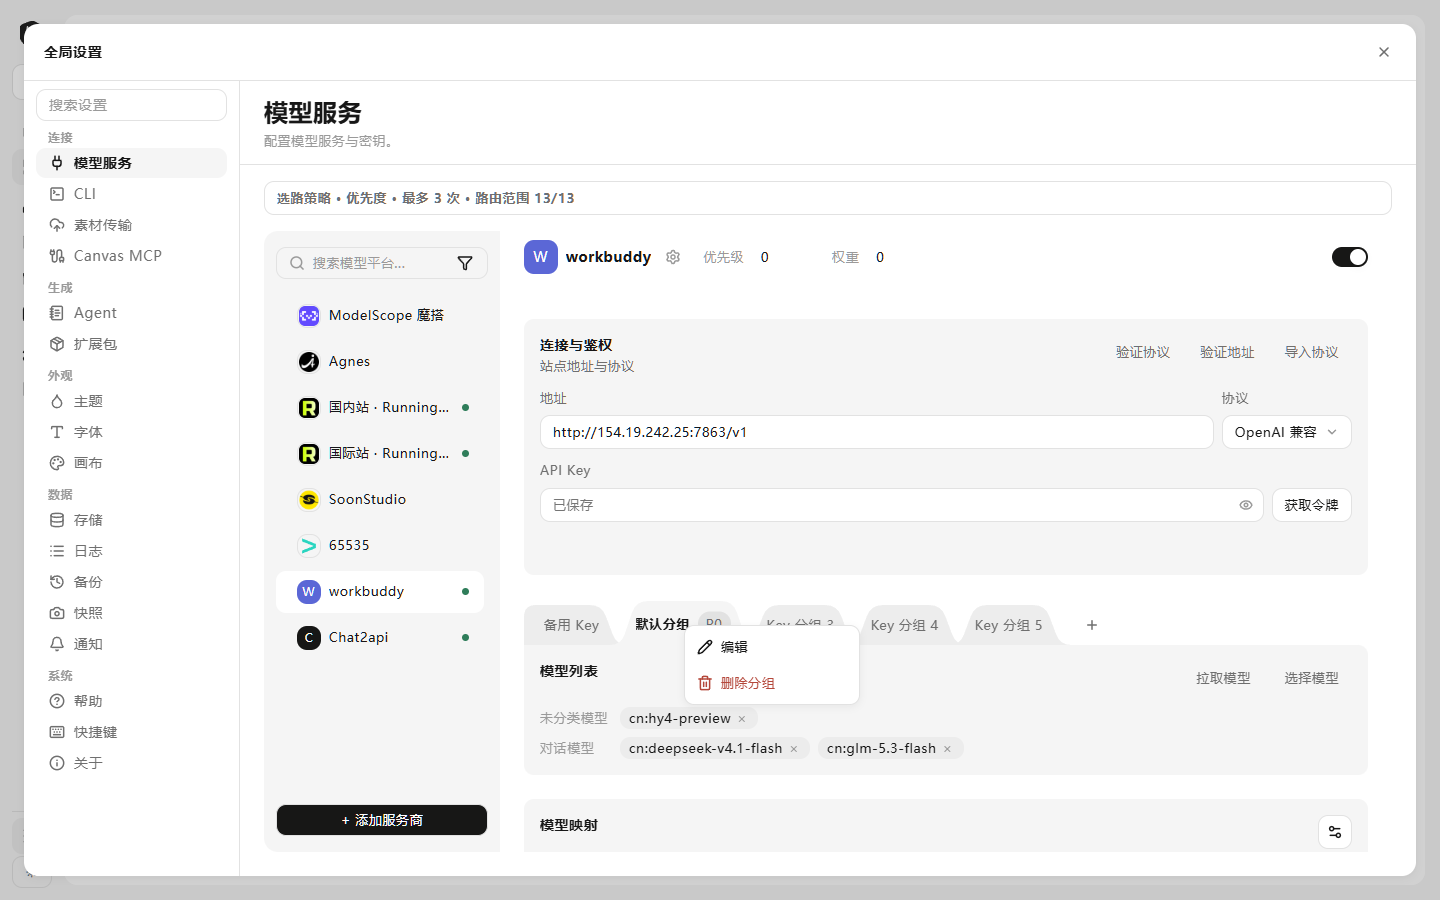 全局设置
搜索设置
连接
模型服务
CLI
素材传输
Canvas MCP
生成
Agent
扩展包
外观
主题
字体
画布
数据
存储
日志
备份
快照
通知
系统
帮助
快捷键
关于
模型服务
配置模型服务与密钥。
选路策略 • 优先度 • 最多 3 次 • 路由范围 13/13
搜索模型平台...
ModelScope 魔搭
Agnes
国内站 · Running...
国际站 · Running...
SoonStudio
65535
W workbuddy
C Chat2api
+ 添加服务商
W workbuddy 优先级 0 权重 0
连接与鉴权
站点地址与协议
验证协议 验证地址 导入协议
地址 协议
http://154.19.242.25:7863/v1 OpenAI 兼容
API Key
已保存 获取令牌
备用 Key 默认分组 P0 Key 分组 3 Key 分组 4 Key 分组 5 +
编辑
删除分组
模型列表 拉取模型 选择模型
未分类模型 cn:hy4-preview ×
对话模型 cn:deepseek-v4.1-flash × cn:glm-5.3-flash ×
模型映射